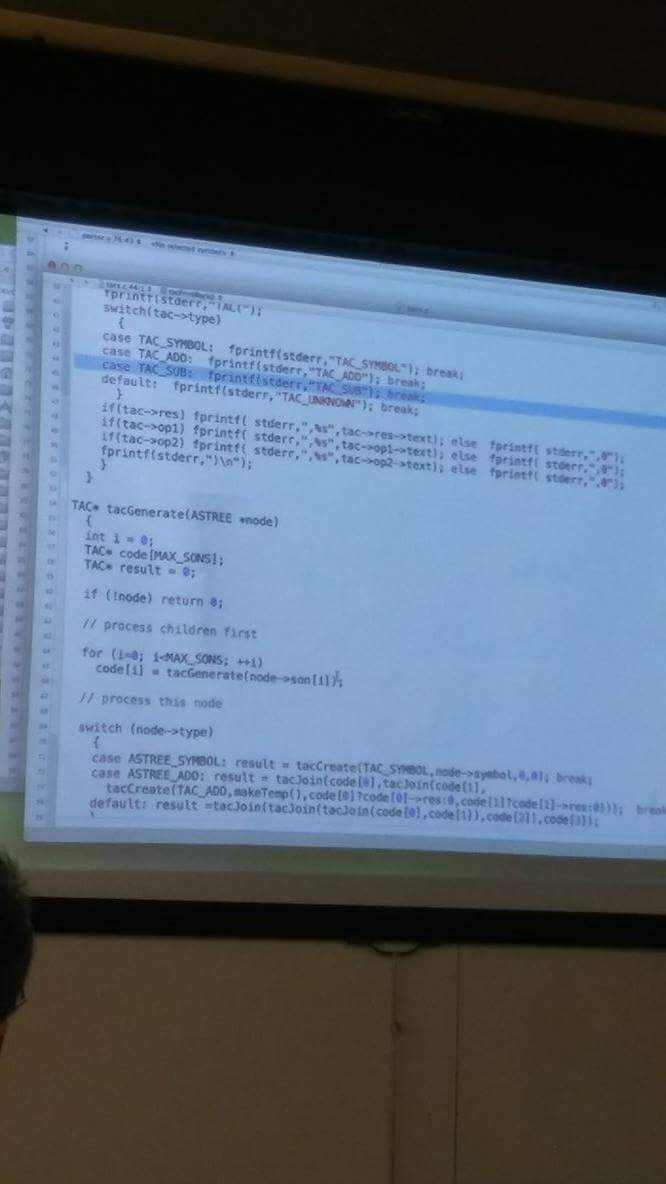 parser.y:76:43 <No selected symbol>
;
fprintf(stderr,"TAC(");
switch(tac->type)
{
case TAC_SYMBOL: fprintf(stderr,"TAC_SYMBOL"); break;
case TAC_ADD: fprintf(stderr,"TAC_ADD"); break;
case TAC_SUB: fprintf(stderr,"TAC_SUB"); break;
default: fprintf(stderr,"TAC_UNKNOWN"); break;
}
if(tac->res) fprintf( stderr,",%s",tac->res->text); else fprintf( stderr,",0");
if(tac->op1) fprintf( stderr,",%s",tac->op1->text); else fprintf( stderr,",0");
if(tac->op2) fprintf( stderr,",%s",tac->op2->text); else fprintf( stderr,",0");
fprintf(stderr,")\n");
}
}
TAC* tacGenerate(ASTREE *node)
{
int i = 0;
TAC* code[MAX_SONS];
TAC* result = 0;
if (!node) return 0;
// process children first
for (i=0; i<MAX_SONS; ++i)
code[i] = tacGenerate(node->son[i]);
// process this node
switch (node->type)
{
case ASTREE_SYMBOL: result = tacCreate(TAC_SYMBOL,node->symbol,0,0); break;
case ASTREE_ADD: result = tacJoin(code[0],tacJoin(code[1],
tacCreate(TAC_ADD,makeTemp(),code[0]?code[0]->res:0,code[1]?code[1]->res:0))); break
default: result =tacJoin(tacJoin(tacJoin(code[0],code[1]),code[2]),code[3]);